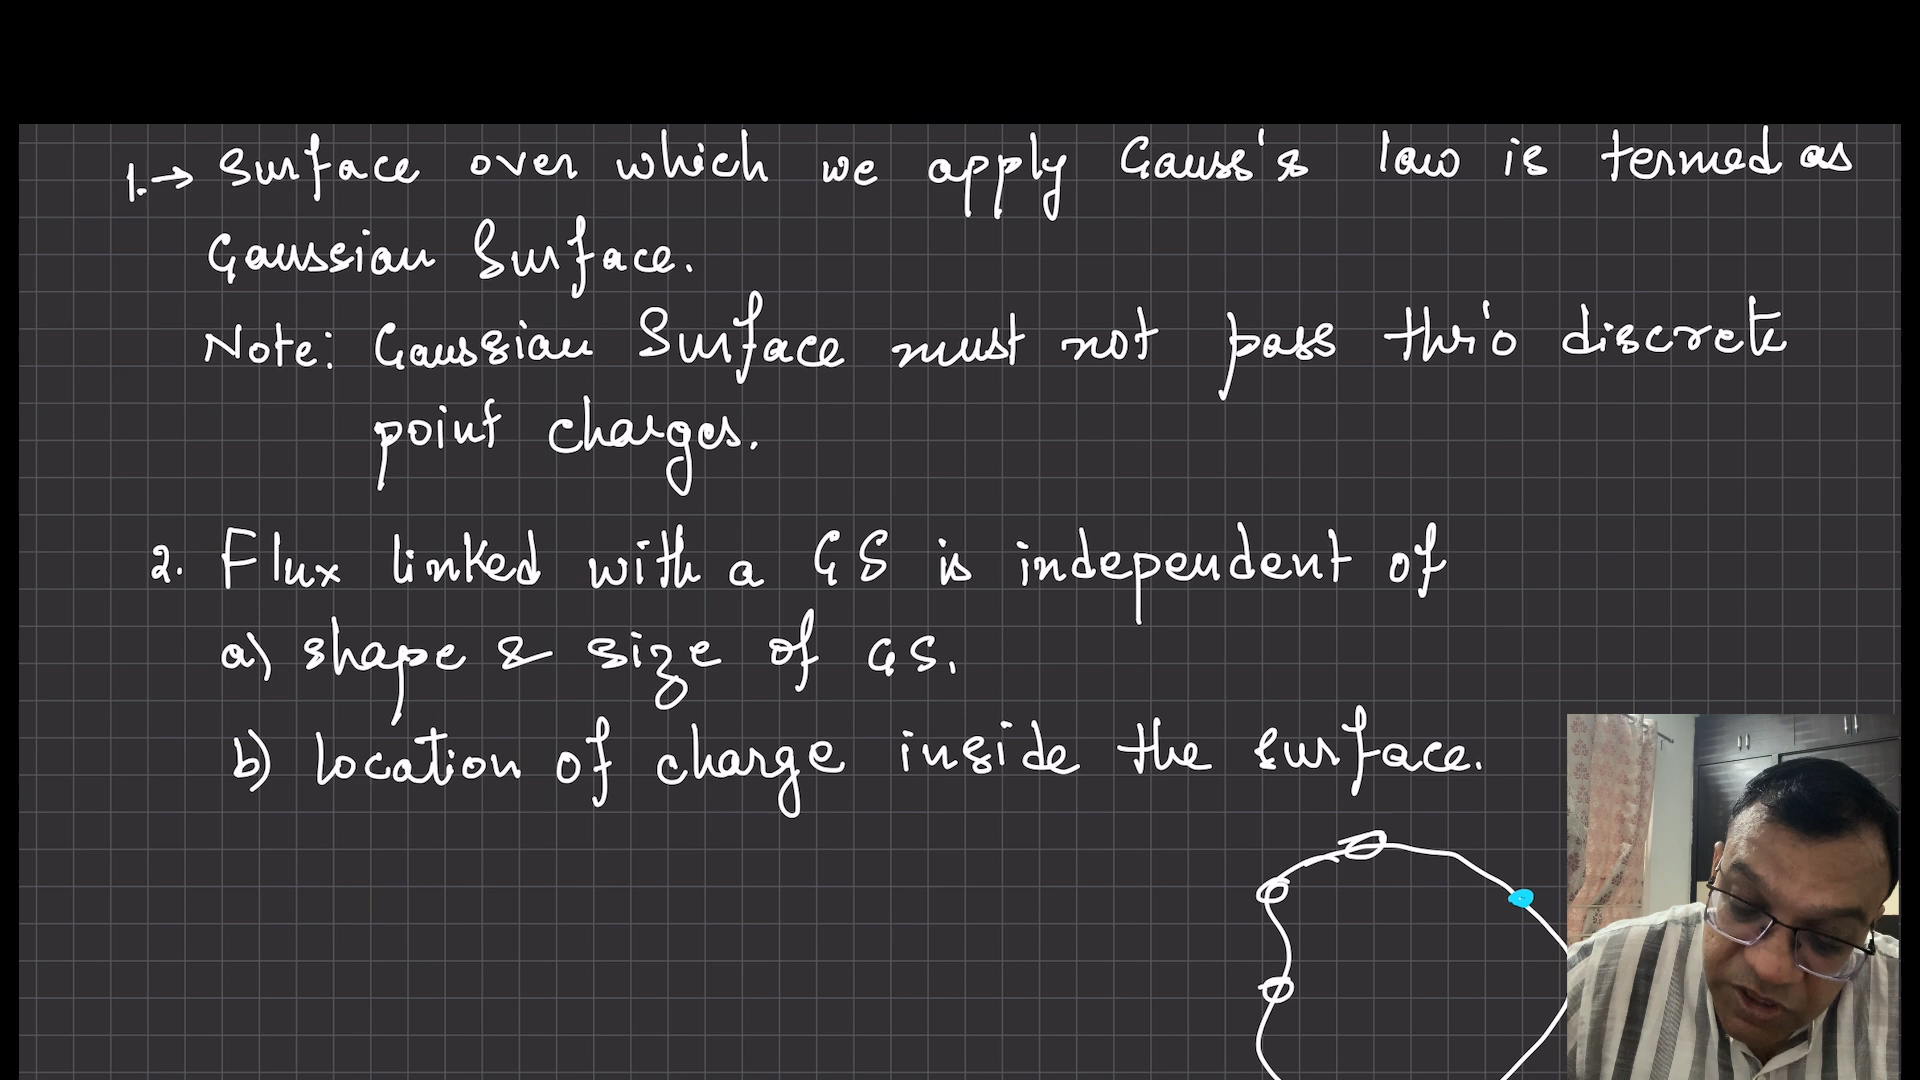 1.→ Surface over which we apply Gauss's law is termed as
Gaussian Surface.
Note: Gaussian Surface must not pass thr'o discrete
point charges.
2. Flux linked with a GS is independent of
a) shape & size of GS.
b) location of charge inside the surface.